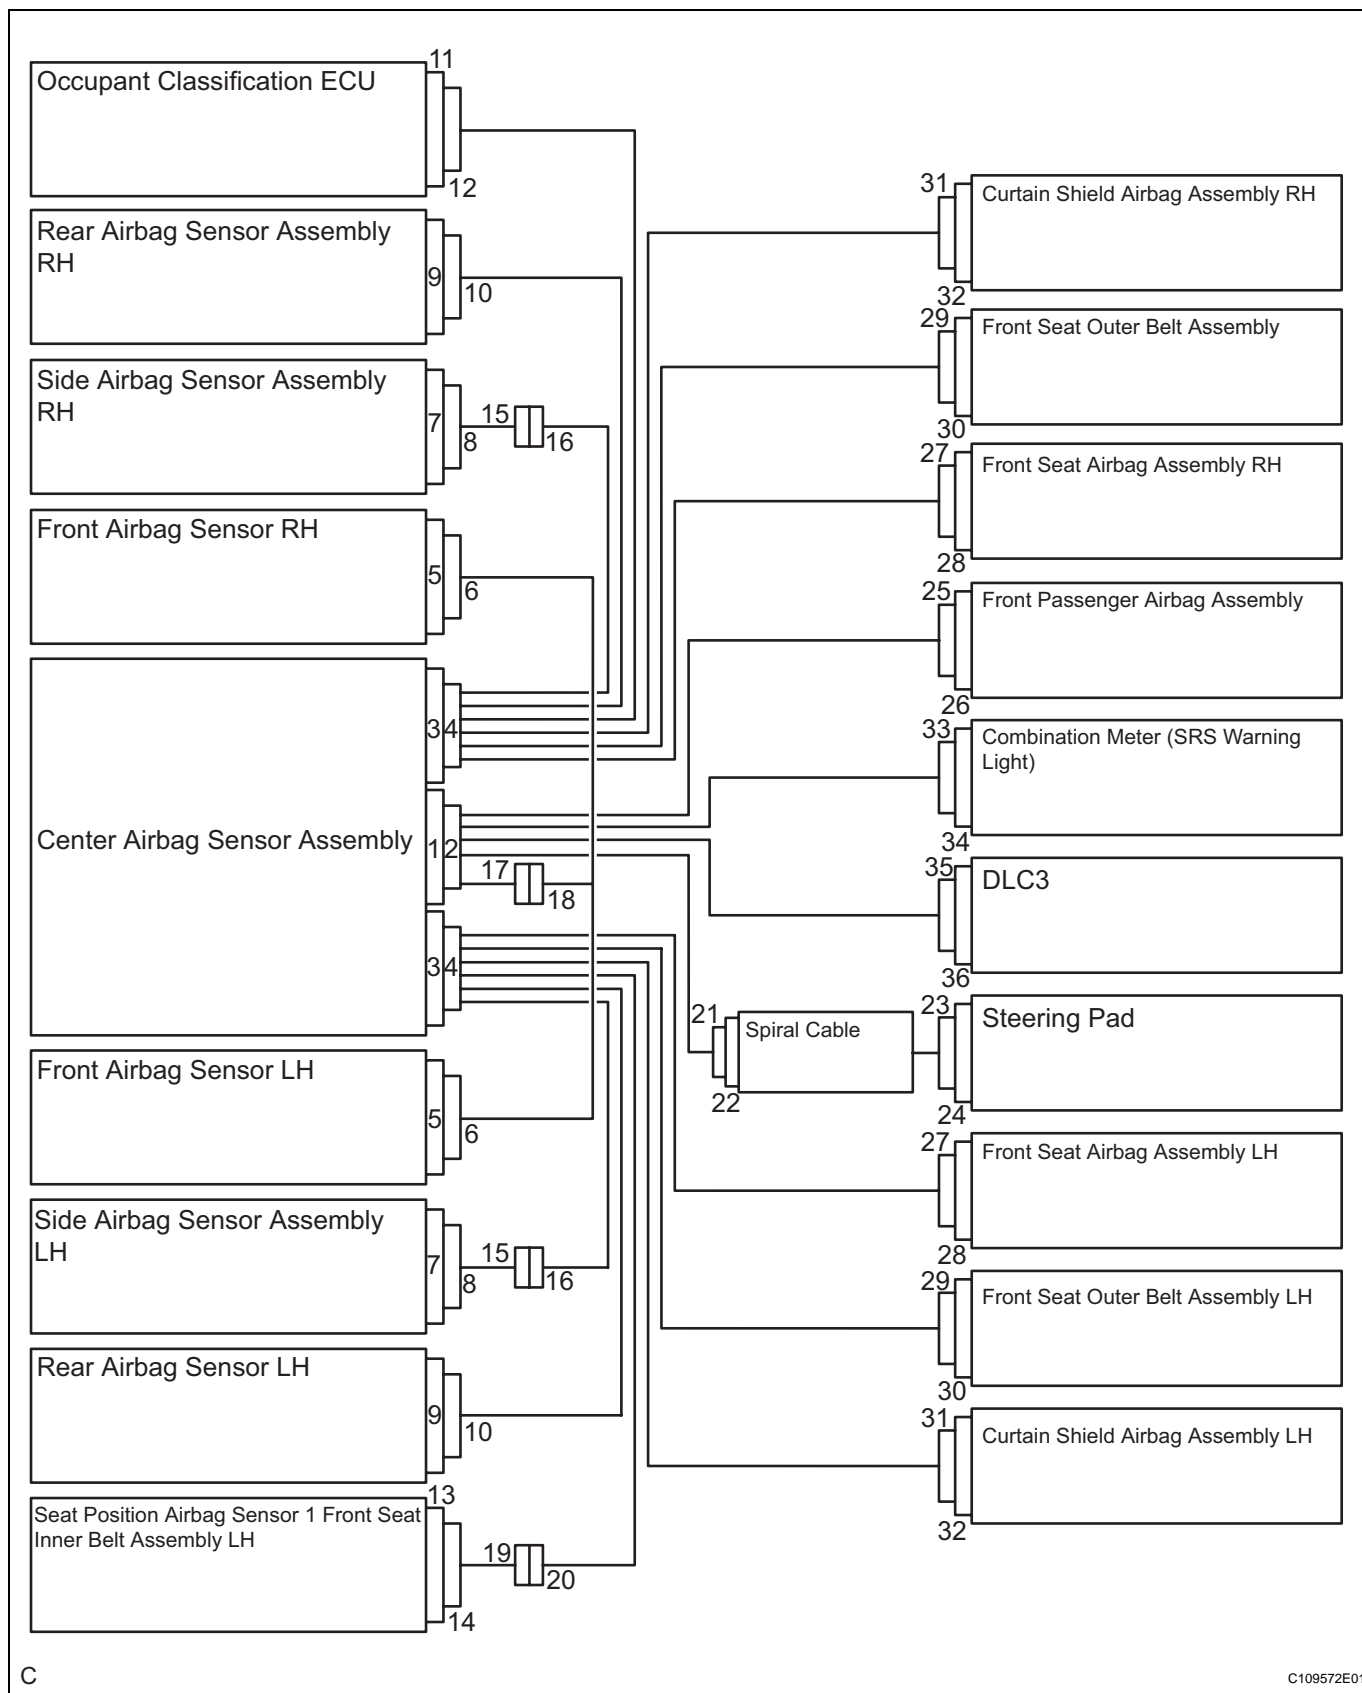 11
Occupant Classification ECU
12
Rear Airbag Sensor Assembly
RH
9
10
Side Airbag Sensor Assembly
RH
7
8
15
16
Front Airbag Sensor RH
5
6
3 4
Center Airbag Sensor Assembly
1 2
17
18
3 4
Front Airbag Sensor LH
5
6
Side Airbag Sensor Assembly
LH
7
8
15
16
Rear Airbag Sensor LH
9
10
13
Seat Position Airbag Sensor 1 Front Seat
Inner Belt Assembly LH
14
19
20
31
Curtain Shield Airbag Assembly RH
32
29
Front Seat Outer Belt Assembly
30
27
Front Seat Airbag Assembly RH
28
25
Front Passenger Airbag Assembly
26
33
Combination Meter (SRS Warning
Light)
34
35
DLC3
36
21
Spiral Cable
22
23
Steering Pad
24
27
Front Seat Airbag Assembly LH
28
29
Front Seat Outer Belt Assembly LH
30
31
Curtain Shield Airbag Assembly LH
32
C
C109572E01